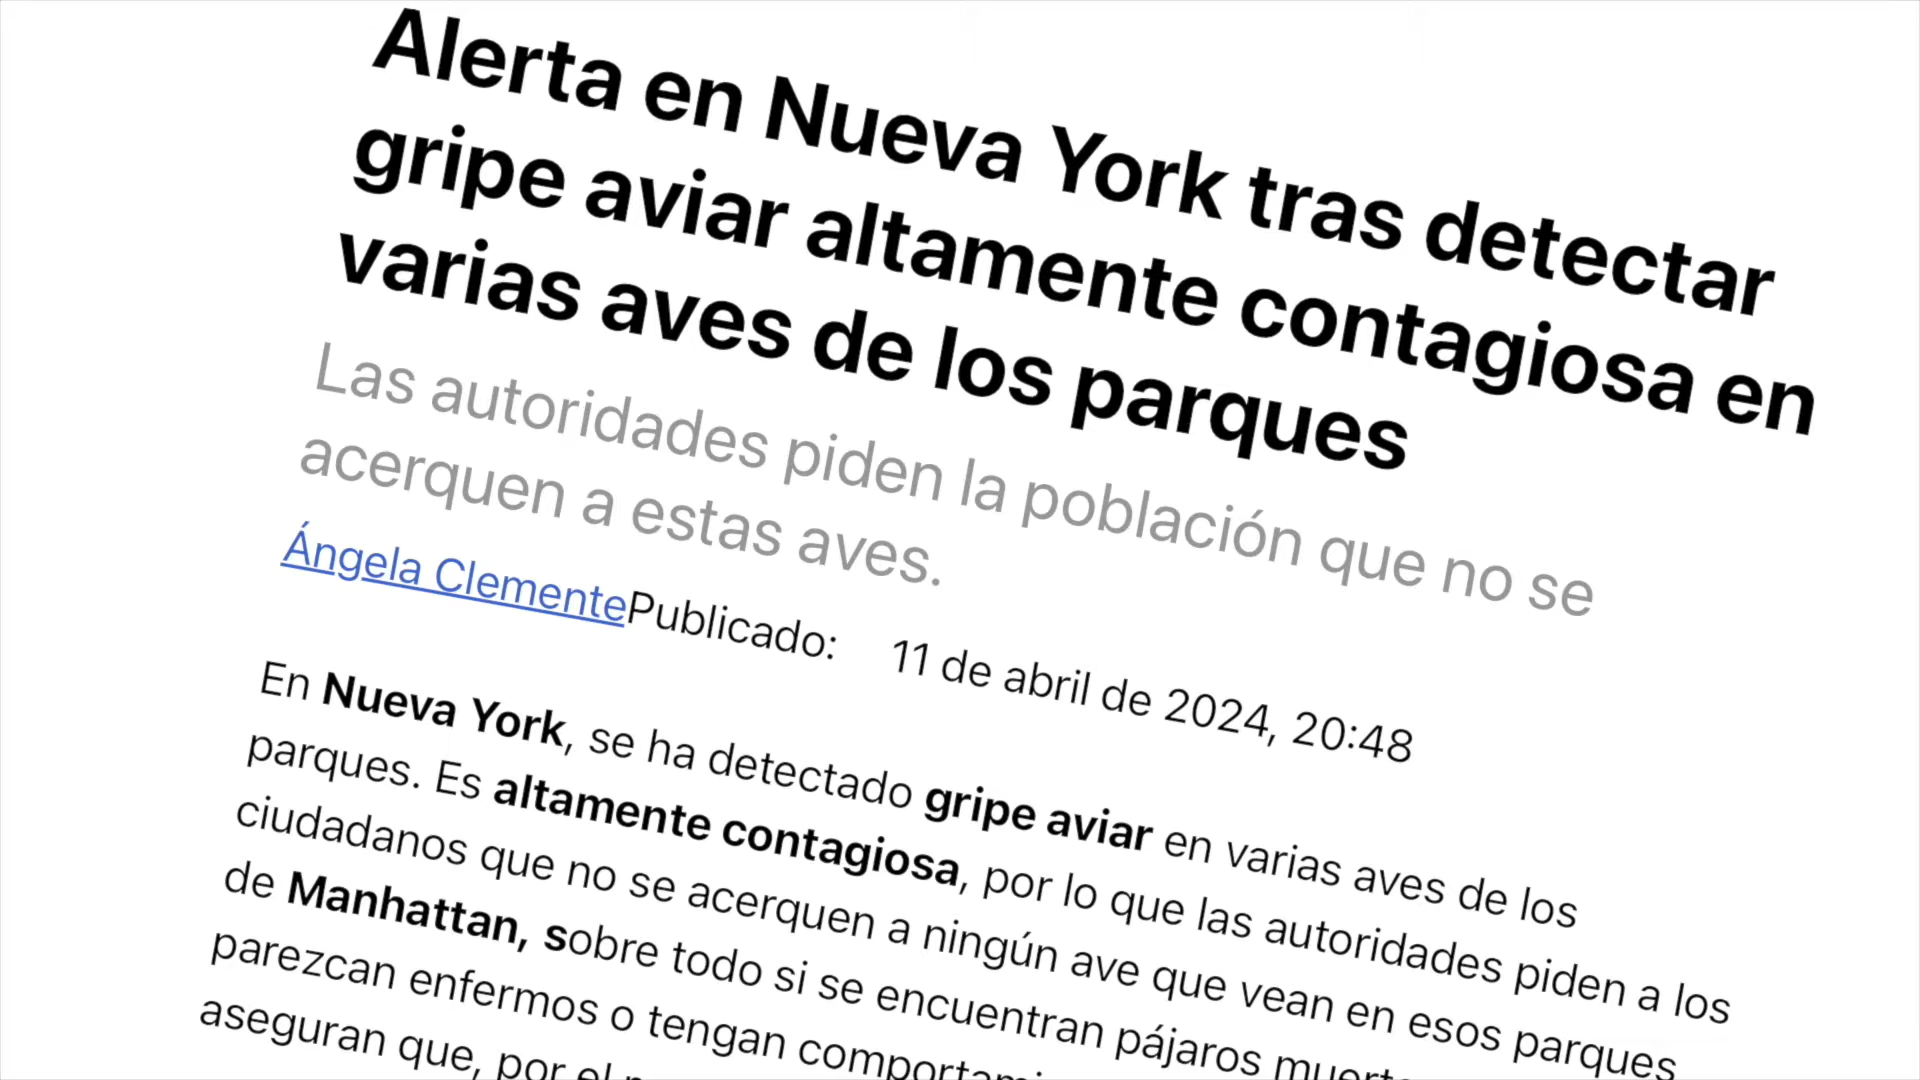 Alerta en Nueva York tras detectar
gripe aviar altamente contagiosa en
varias aves de los parques
Las autoridades piden la población que no se
acerquen a estas aves.
Ángela ClementePublicado: 11 de abril de 2024, 20:48
En Nueva York, se ha detectado gripe aviar en varias aves de los
parques. Es altamente contagiosa, por lo que las autoridades piden a los
ciudadanos que no se acerquen a ningún ave que vean en esos parques
de Manhattan, sobre todo si se encuentran pájaros
parezcan enfermos o tengan
aseguran que, por el